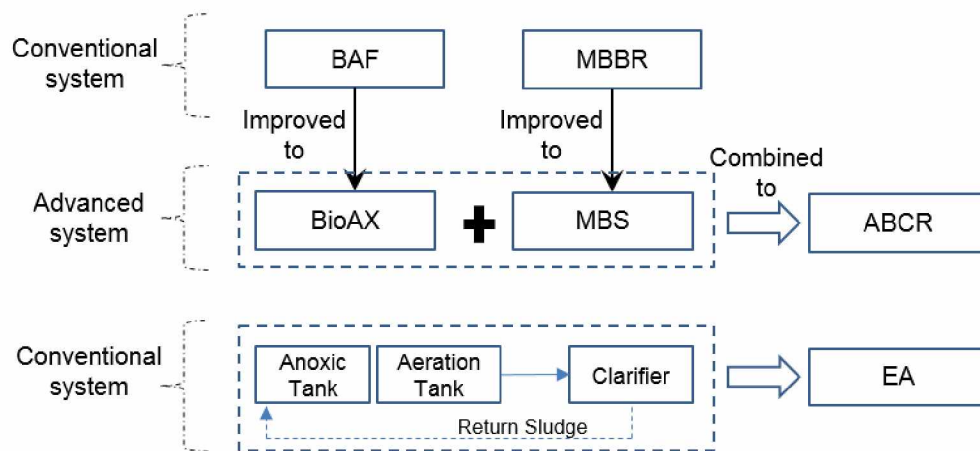 Conventional
system
BAF
MBBR
Improved
to
Improved
to
Combined
to
Advanced
system
BioAX
+
MBS
ABCR
Conventional
system
Anoxic
Tank
Aeration
Tank
Clarifier
EA
Return Sludge